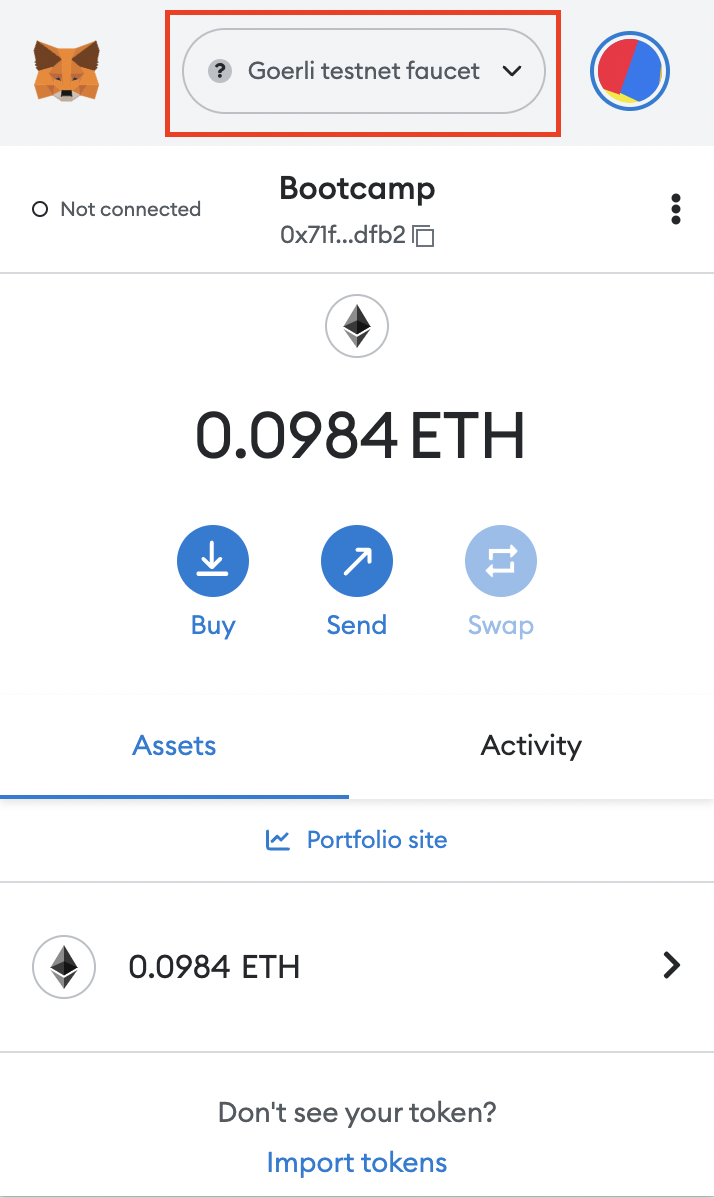 ? Goerli testnet faucet
Bootcamp
Not connected
0x71f...dfb2
0.0984 ETH
Buy Send Swap
Assets Activity
Portfolio site
0.0984 ETH
Don't see your token?
Import tokens